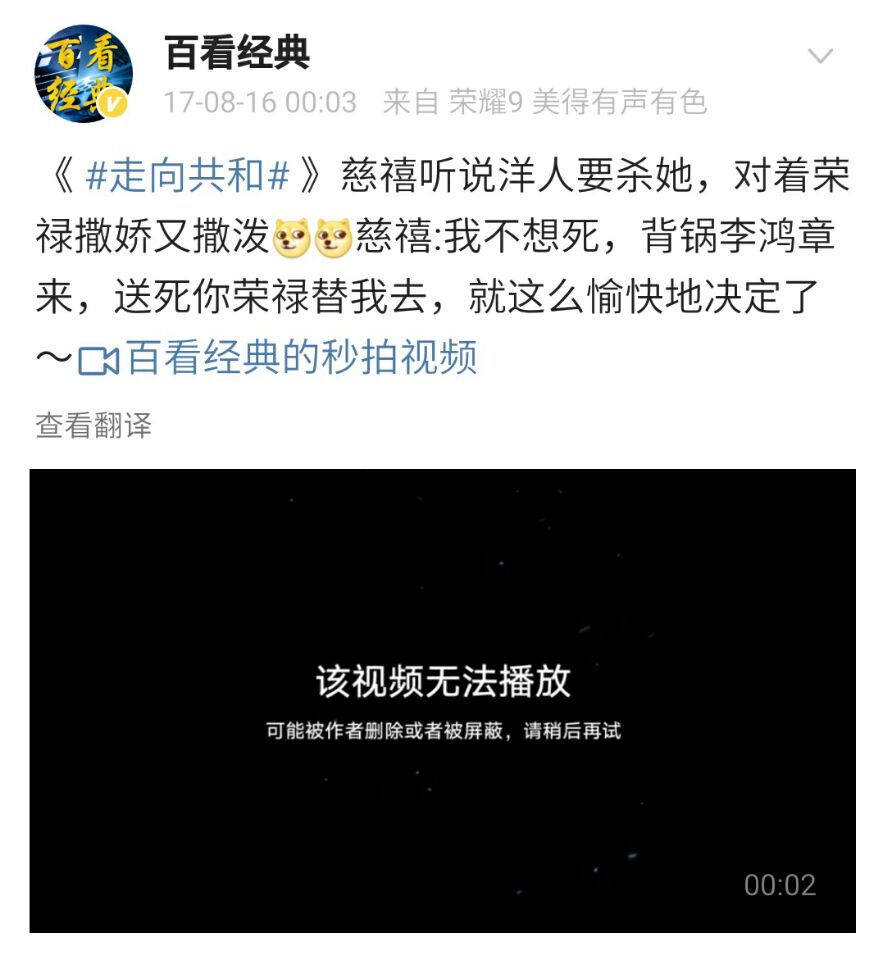 百看经典
百看
经典
V
17-08-16 00:03 来自 荣耀9 美得有声有色
《 #走向共和# 》慈禧听说洋人要杀她，对着荣
禄撒娇又撒泼慈禧:我不想死，背锅李鸿章
来，送死你荣禄替我去，就这么愉快地决定了
～百看经典的秒拍视频
查看翻译
该视频无法播放
可能被作者删除或者被屏蔽，请稍后再试
00:02